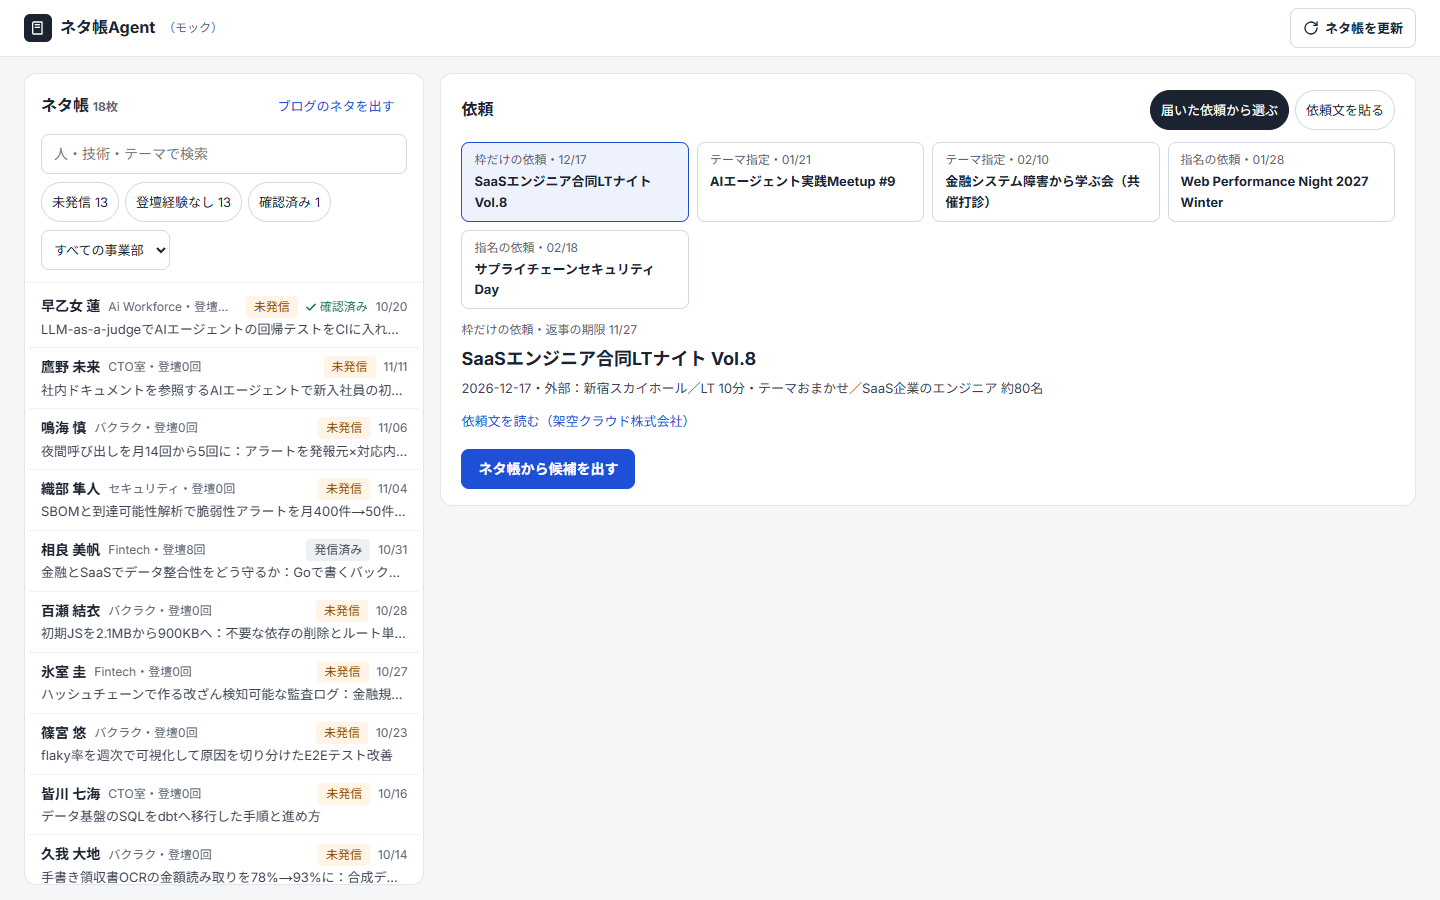 ネタ帳Agent （モック）
ネタ帳を更新
ネタ帳 18枚
ブログのネタを出す
人・技術・テーマで検索
未発信 13
登壇経験なし 13
確認済み 1
すべての事業部
早乙女 蓮 Ai Workforce・登壇... 未発信 確認済み 10/20
LLM-as-a-judgeでAIエージェントの回帰テストをCIに入れ...
鷹野 未来 CTO室・登壇0回 未発信 11/11
社内ドキュメントを参照するAIエージェントで新入社員の初...
鳴海 慎 バクラク・登壇0回 未発信 11/06
夜間呼び出しを月14回から5回に：アラートを発報元×対応内...
織部 隼人 セキュリティ・登壇0回 未発信 11/04
SBOMと到達可能性解析で脆弱性アラートを月400件→50件...
相良 美帆 Fintech・登壇8回 発信済み 10/31
金融とSaaSでデータ整合性をどう守るか：Goで書くバック...
百瀬 結衣 バクラク・登壇0回 未発信 10/28
初期JSを2.1MBから900KBへ：不要な依存の削除とルート単...
氷室 圭 Fintech・登壇0回 未発信 10/27
ハッシュチェーンで作る改ざん検知可能な監査ログ：金融規...
篠宮 悠 バクラク・登壇0回 未発信 10/23
flaky率を週次で可視化して原因を切り分けたE2Eテスト改善
皆川 七海 CTO室・登壇0回 未発信 10/16
データ基盤のSQLをdbtへ移行した手順と進め方
久我 大地 バクラク・登壇0回 未発信 10/14
手書き領収書OCRの金額読み取りを78%→93%に：合成デ...
依頼
届いた依頼から選ぶ
依頼文を貼る
枠だけの依頼・12/17
SaaSエンジニア合同LTナイト
Vol.8
テーマ指定・01/21
AIエージェント実践Meetup #9
テーマ指定・02/10
金融システム障害から学ぶ会（共
催打診）
指名の依頼・01/28
Web Performance Night 2027
Winter
指名の依頼・02/18
サプライチェーンセキュリティ
Day
枠だけの依頼・返事の期限 11/27
SaaSエンジニア合同LTナイト Vol.8
2026-12-17・外部：新宿スカイホール／LT 10分・テーマおまかせ／SaaS企業のエンジニア 約80名
依頼文を読む（架空クラウド株式会社）
ネタ帳から候補を出す